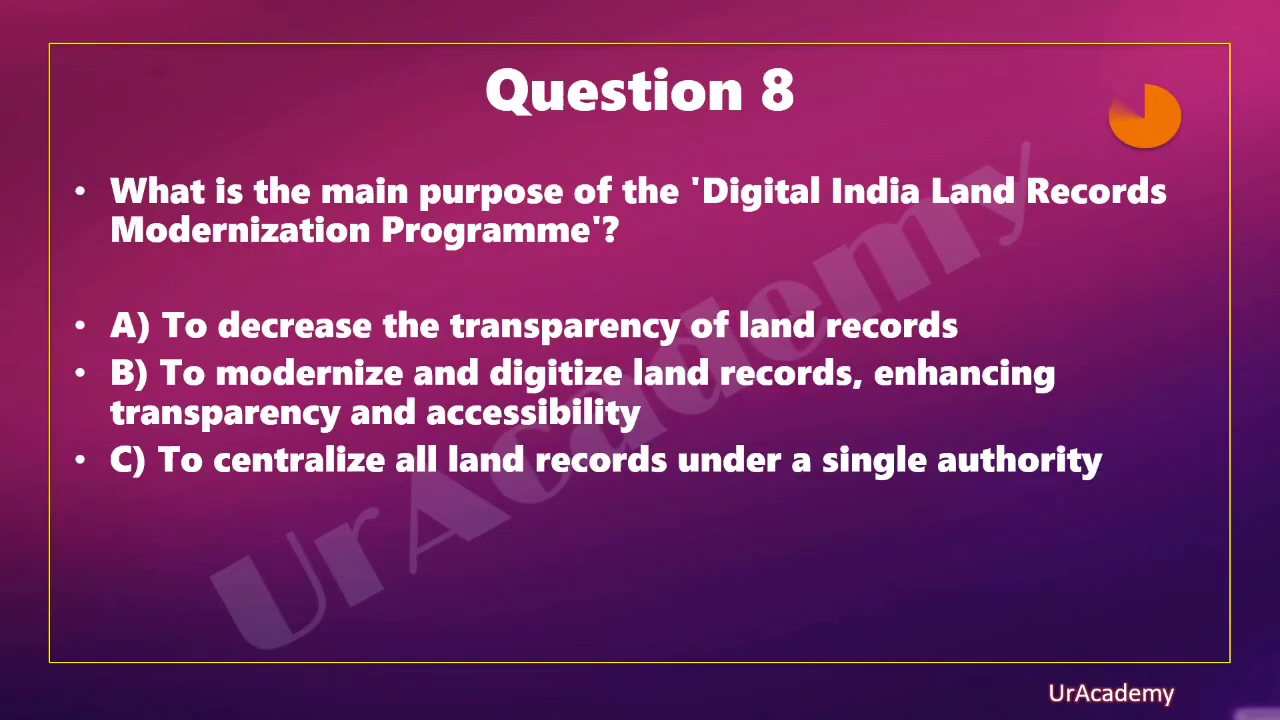 Question 8
• What is the main purpose of the 'Digital India Land Records
Modernization Programme'?
• A) To decrease the transparency of land records
• B) To modernize and digitize land records, enhancing
transparency and accessibility
• C) To centralize all land records under a single authority
UrAcademy
UrAcademy